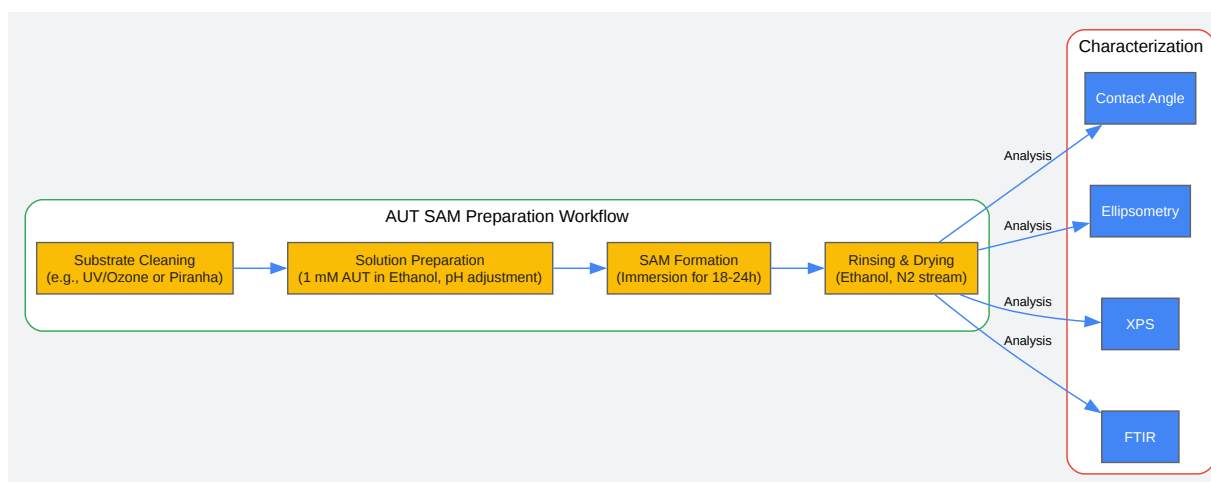 AUT SAM Preparation Workflow
Substrate Cleaning
(e.g., UV/Ozone or Piranha)
Solution Preparation
(1 mM AUT in Ethanol, pH adjustment)
SAM Formation
(Immersion for 18-24h)
Rinsing & Drying
(Ethanol, N2 stream)
Analysis
Analysis
Analysis
Analysis
Characterization
Contact Angle
Ellipsometry
XPS
FTIR